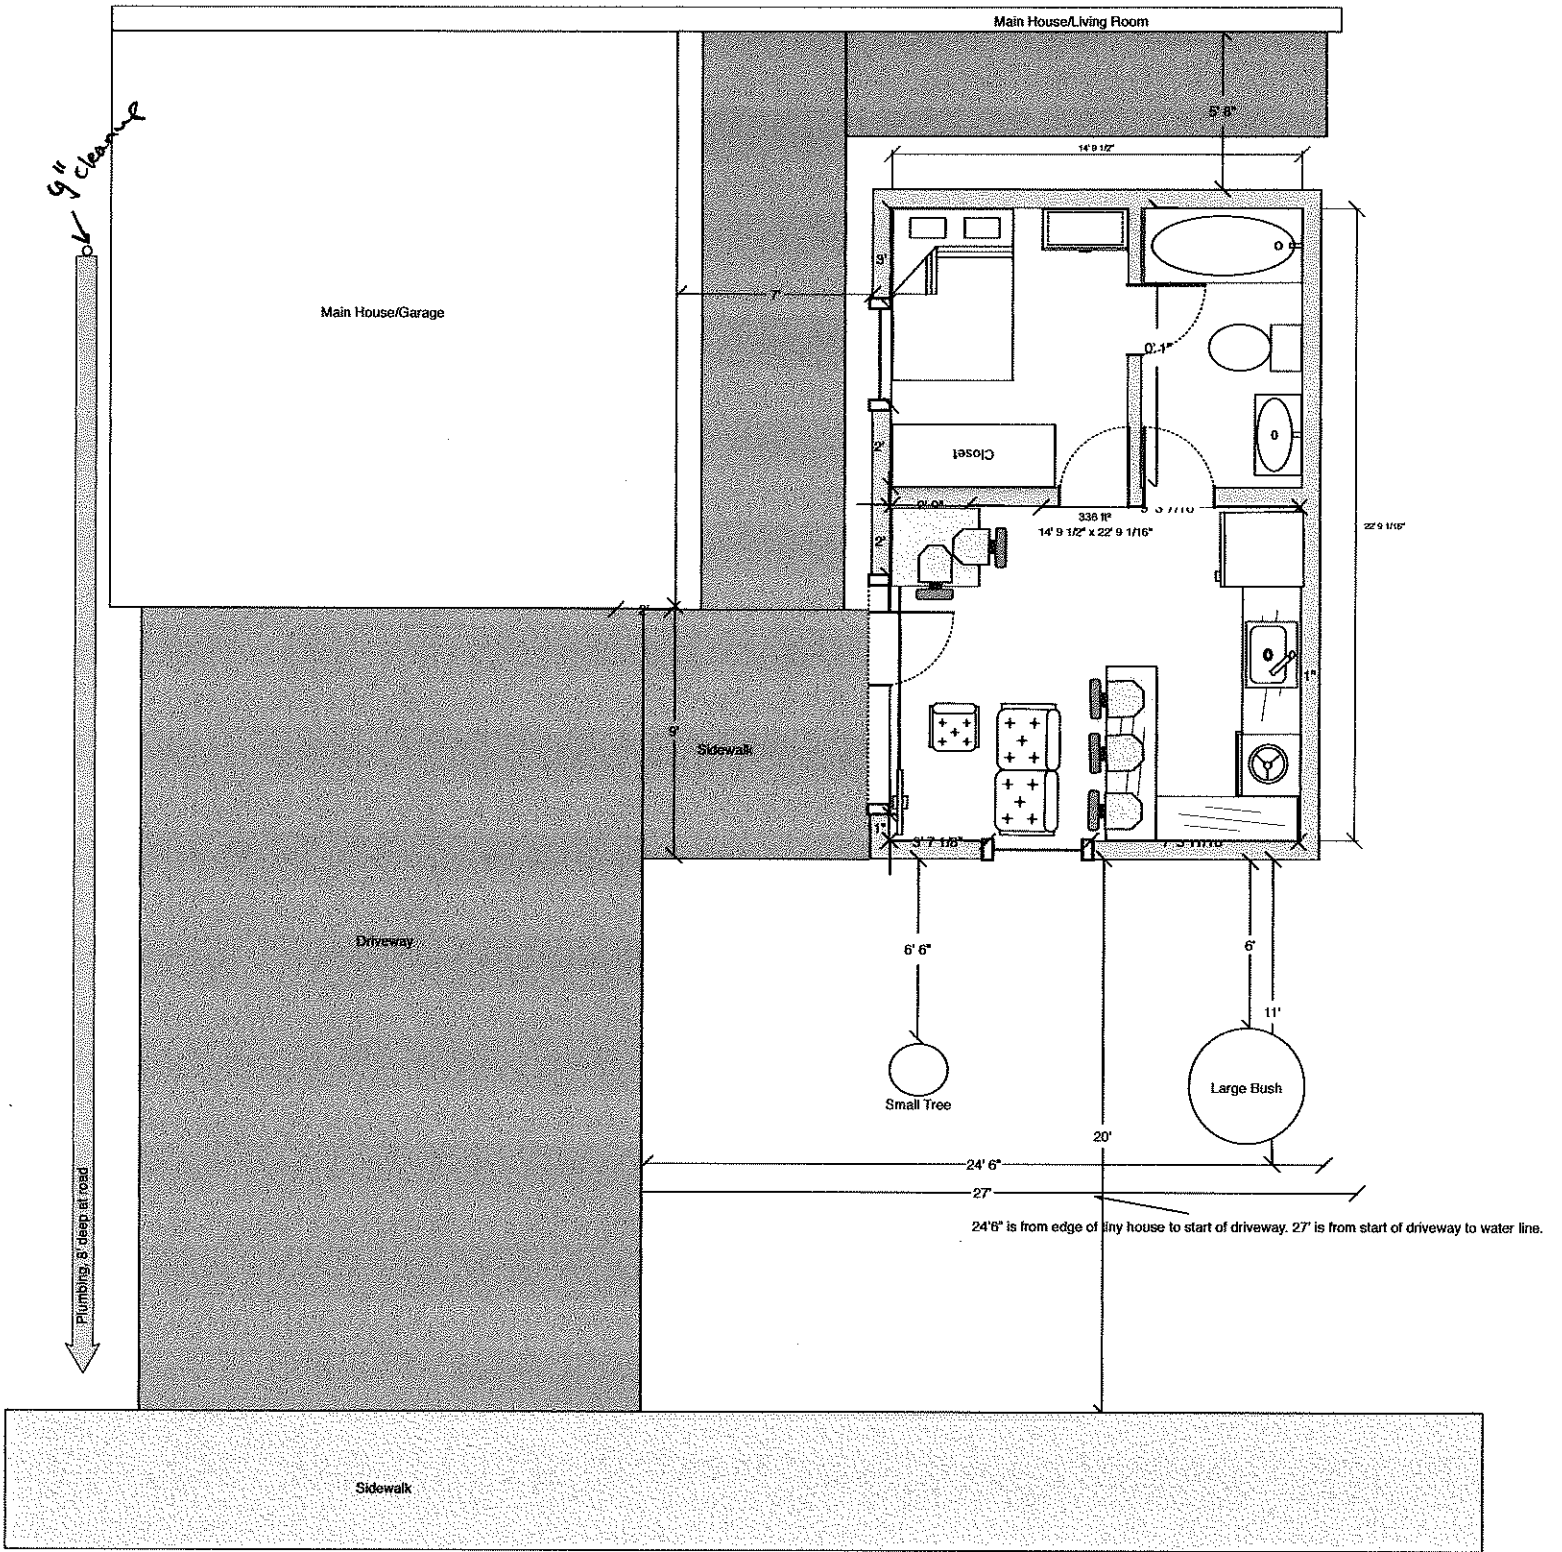 Main House/Living Room
5' 8"
14' 9 1/2"
9"
Main House/Garage
3'
7'
0' 1"
2'
Closet
336 ft²
14' 9 1/2" x 22' 9 1/16"
22' 9 1/16"
2'
2'
1"
9'
Sidewalk
1"
3' 7 1/8"
Driveway
6' 6"
6'
11'
Large Bush
Small Tree
20'
24' 6"
27'
24'6" is from edge of tiny house to start of driveway. 27' is from start of driveway to water line.
Plumbing, 8' deep at road
Sidewalk